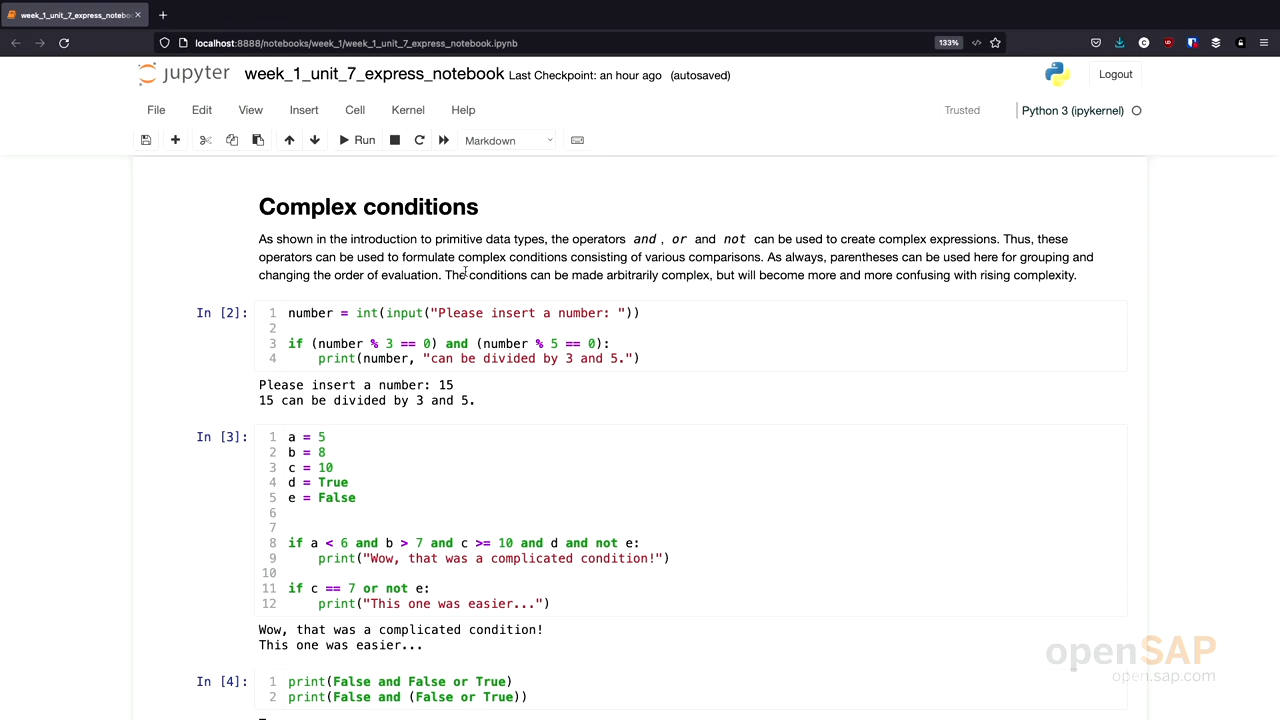 week_1_unit_7_express_noteboo
localhost:8888/notebooks/week_1/week_1_unit_7_express_notebook.ipynb
133%
jupyter week_1_unit_7_express_notebook Last Checkpoint: an hour ago (autosaved)
Logout
File Edit View Insert Cell Kernel Help
Trusted
Python 3 (ipykernel)
Run
Markdown
Complex conditions
As shown in the introduction to primitive data types, the operators and , or and not can be used to create complex expressions. Thus, these
operators can be used to formulate complex conditions consisting of various comparisons. As always, parentheses can be used here for grouping and
changing the order of evaluation. The conditions can be made arbitrarily complex, but will become more and more confusing with rising complexity.
In [2]:
1 number = int(input("Please insert a number: "))
2
3 if (number % 3 == 0) and (number % 5 == 0):
4     print(number, "can be divided by 3 and 5.")
Please insert a number: 15
15 can be divided by 3 and 5.
In [3]:
1 a = 5
2 b = 8
3 c = 10
4 d = True
5 e = False
6
7
8 if a < 6 and b > 7 and c >= 10 and d and not e:
9     print("Wow, that was a complicated condition!")
10
11 if c == 7 or not e:
12     print("This one was easier...")
Wow, that was a complicated condition!
This one was easier...
In [4]:
1 print(False and False or True)
2 print(False and (False or True))
openSAP
open.sap.com